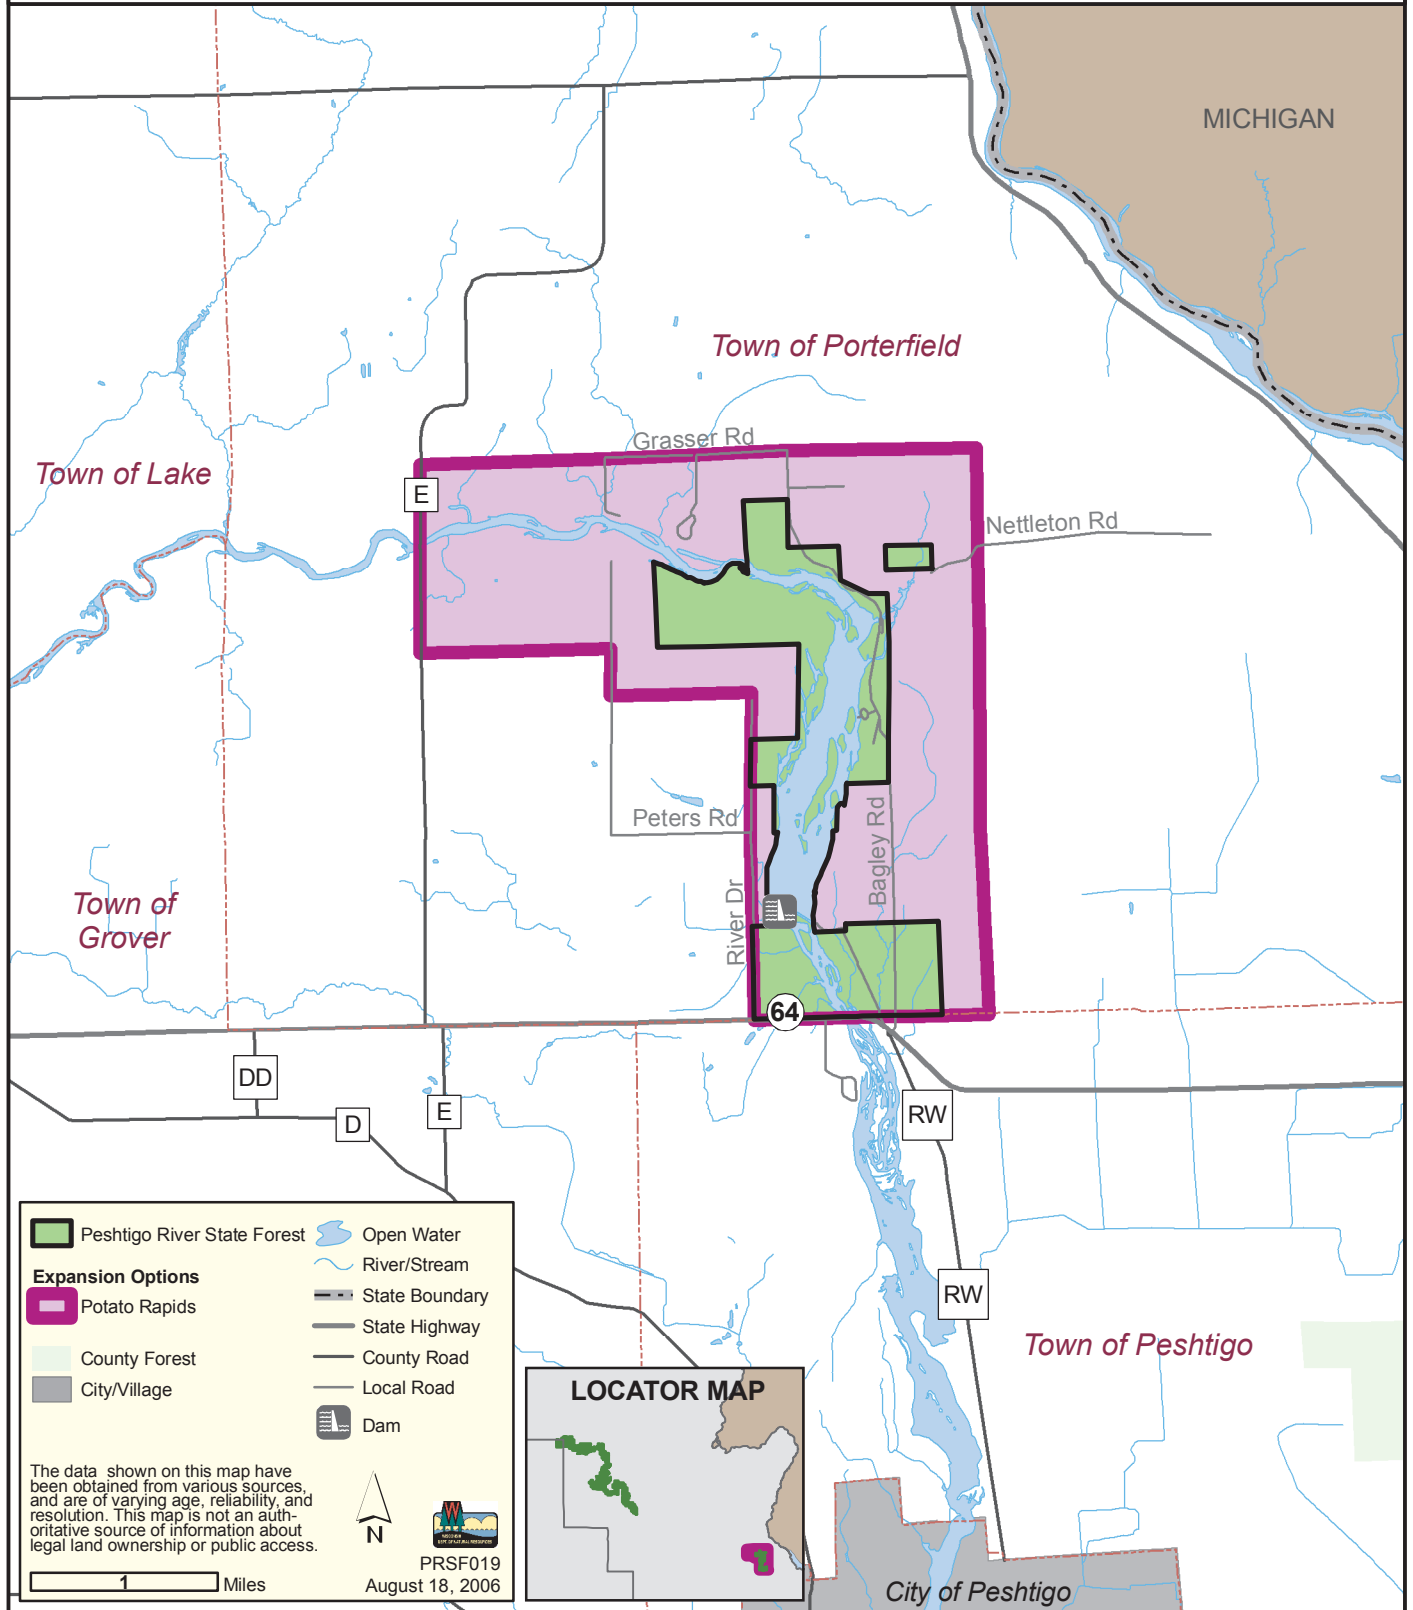 MICHIGAN
Town of Porterfield
Grasser Rd
Town of Lake
E
Nettleton Rd
Peters Rd
Bagley Rd
River Dr
Town of
Grover
64
DD
D
E
RW
RW
Town of Peshtigo
City of Peshtigo
Peshtigo River State Forest
Expansion Options
Potato Rapids
County Forest
City/Village
Open Water
River/Stream
State Boundary
State Highway
County Road
Local Road
Dam
The data shown on this map have
been obtained from various sources,
and are of varying age, reliability, and
resolution. This map is not an auth-
oritative source of information about
legal land ownership or public access.
N
W
WISCONSIN
DEPT. OF NATURAL RESOURCES
PRSF019
August 18, 2006
1 Miles
LOCATOR MAP